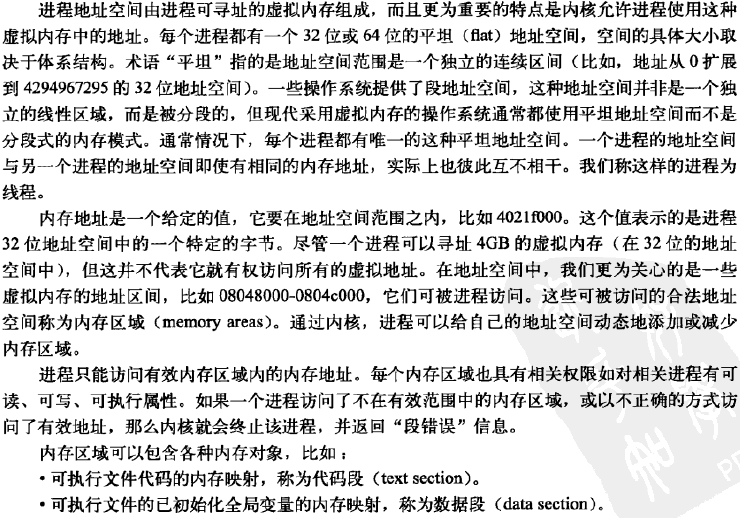 进程地址空间由进程可寻址的虚拟内存组成，而且更为重要的特点是内核允许进程使用这种
虚拟内存中的地址。每个进程都有一个 32 位或 64 位的平坦（flat）地址空间，空间的具体大小取
决于体系结构。术语“平坦”指的是地址空间范围是一个独立的连续区间（比如，地址从 0 扩展
到 4294967295 的 32 位地址空间）。一些操作系统提供了段地址空间，这种地址空间并非是一个独
立的线性区域，而是被分段的，但现代采用虚拟内存的操作系统通常都使用平坦地址空间而不是
分段式的内存模式。通常情况下，每个进程都有唯一的这种平坦地址空间。一个进程的地址空间
与另一个进程的地址空间即使有相同的内存地址，实际上也彼此互不相干。我们称这样的进程为
线程。
内存地址是一个给定的值，它要在地址空间范围之内，比如 4021f000。这个值表示的是进程
32 位地址空间中的一个特定的字节。尽管一个进程可以寻址 4GB 的虚拟内存（在 32 位的地址
空间中），但这并不代表它就有权访问所有的虚拟地址。在地址空间中，我们更为关心的是一些
虚拟内存的地址区间，比如 08048000-0804c000，它们可被进程访问。这些可被访问的合法地址
空间称为内存区域（memory areas）。通过内核，进程可以给自己的地址空间动态地添加或减少
内存区域。
进程只能访问有效内存区域内的内存地址。每个内存区域也具有相关权限如对相关进程有可
读、可写、可执行属性。如果一个进程访问了不在有效范围中的内存区域，或以不正确的方式访
问了有效地址，那么内核就会终止该进程，并返回“段错误”信息。
内存区域可以包含各种内存对象，比如：
• 可执行文件代码的内存映射，称为代码段（text section）。
• 可执行文件的已初始化全局变量的内存映射，称为数据段（data section）。